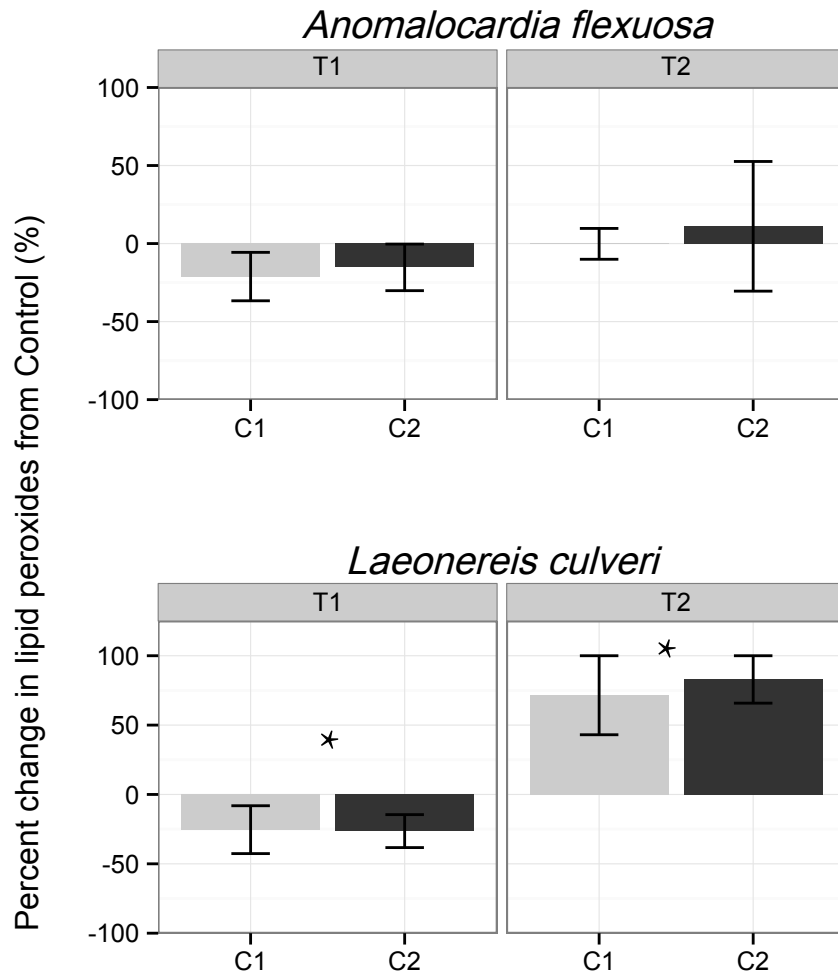 Anomalocardia flexuosa
T1
T2
100
50
0
-50
-100
C1
C2
C1
C2
Percent change in lipid peroxides from Control (%)
Laeonereis culveri
T1
T2
100
50
0
-50
-100
C1
C2
C1
C2